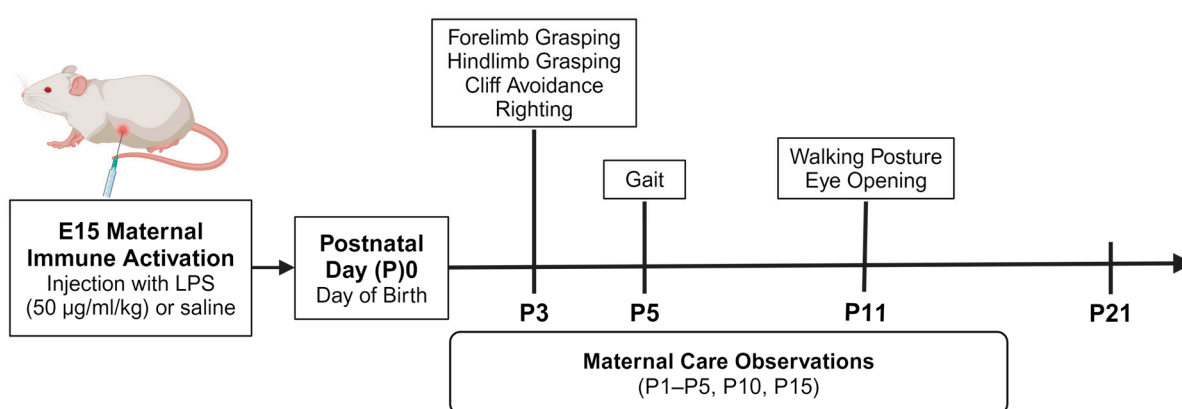 Forelimb Grasping
Hindlimb Grasping
Cliff Avoidance
Righting
Gait
Walking Posture
Eye Opening
E15 Maternal
Immune Activation
Injection with LPS
(50 µg/ml/kg) or saline
Postnatal
Day (P)0
Day of Birth
P3
P5
P11
P21
Maternal Care Observations
(P1–P5, P10, P15)